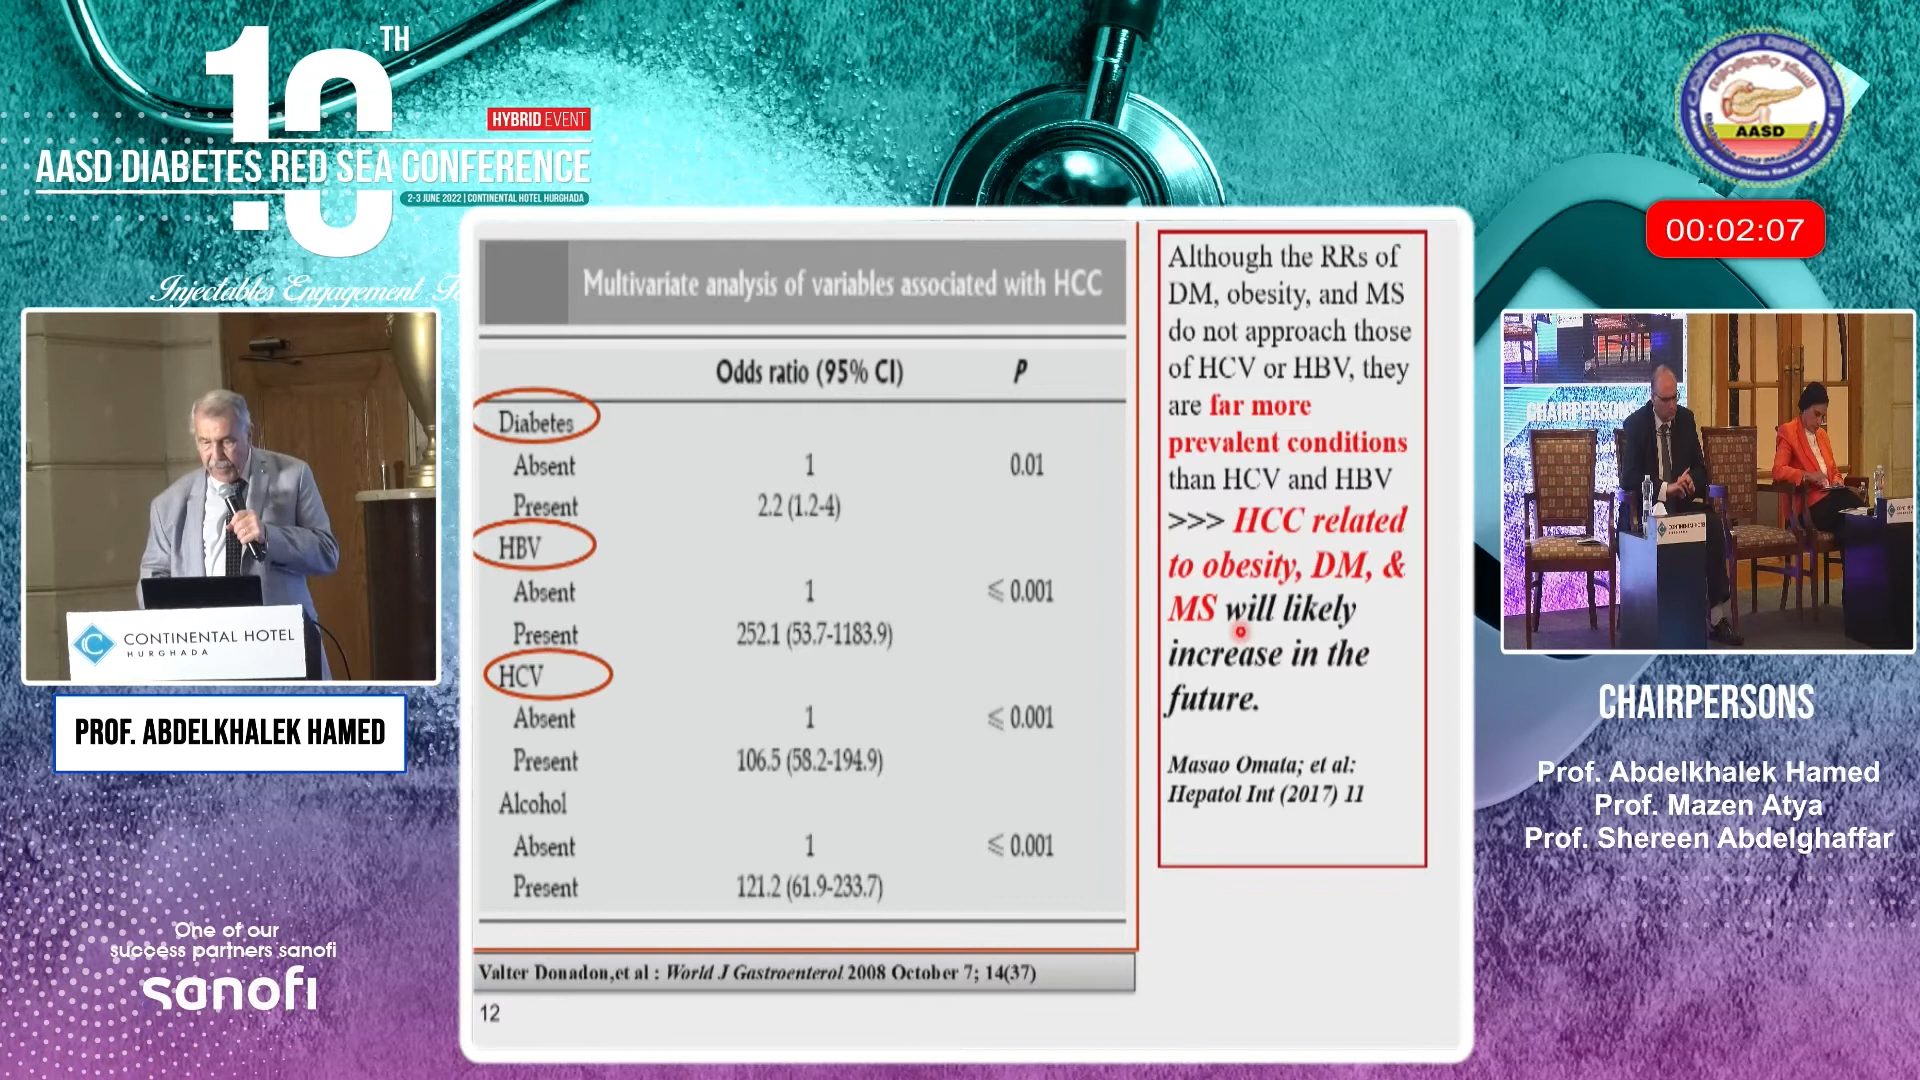 10TH
HYBRID EVENT
AASD DIABETES RED SEA CONFERENCE
2-3 JUNE 2022 | CONTINENTAL HOTEL HURGHADA
Injectables Engagement
AASD
00:02:07
Multivariate analysis of variables associated with HCC
Odds ratio (95% CI) P
Diabetes
Absent 1 0.01
Present 2.2 (1.2-4)
HBV
Absent 1 ⩽ 0.001
Present 252.1 (53.7-1183.9)
HCV
Absent 1 ⩽ 0.001
Present 106.5 (58.2-194.9)
Alcohol
Absent 1 ⩽ 0.001
Present 121.2 (61.9-233.7)
Valter Donadon,et al : World J Gastroenterol 2008 October 7; 14(37)
12
Although the RRs of
DM, obesity, and MS
do not approach those
of HCV or HBV, they
are far more
prevalent conditions
than HCV and HBV
>>> HCC related
to obesity, DM, &
MS will likely
increase in the
future.
Masao Omata; et al:
Hepatol Int (2017) 11
CONTINENTAL HOTEL
HURGHADA
PROF. ABDELKHALEK HAMED
One of our
success partners sanofi
sanofi
CHAIRPERSONS
CHAIRPERSONS
Prof. Abdelkhalek Hamed
Prof. Mazen Atya
Prof. Shereen Abdelghaffar